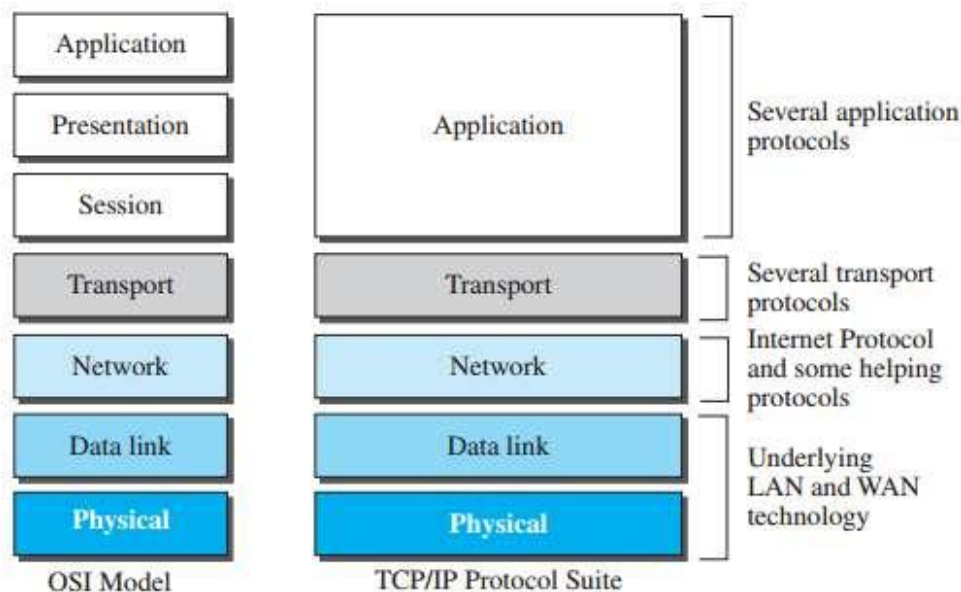 Application
Presentation
Session
Transport
Network
Data link
Physical
OSI Model
Application
Transport
Network
Data link
Physical
TCP/IP Protocol Suite
Several application
protocols
Several transport
protocols
Internet Protocol
and some helping
protocols
Underlying
LAN and WAN
technology